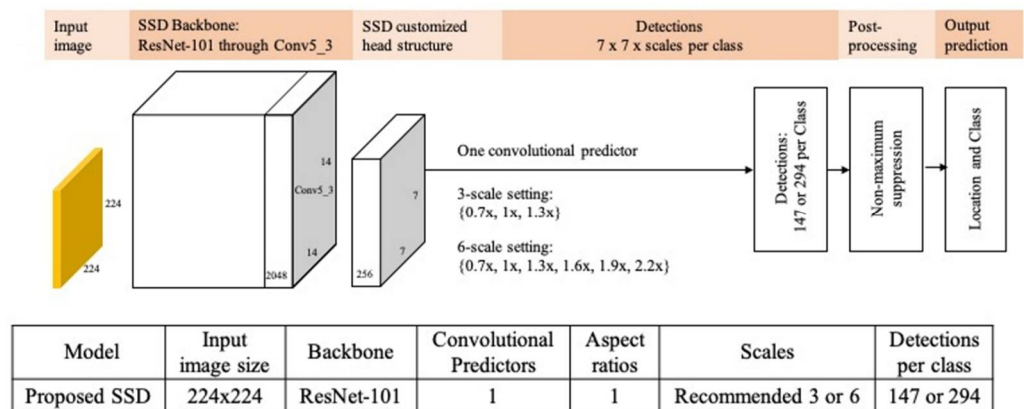 Input
image
SSD Backbone:
ResNet-101 through Conv5_3
SSD customized
head structure
Detections
7 x 7 x scales per class
Post-
processing
Output
prediction
224
224
14
Conv5_3
14
2048
7
7
256
One convolutional predictor
3-scale setting:
{0.7x, 1x, 1.3x}
6-scale setting:
{0.7x, 1x, 1.3x, 1.6x, 1.9x, 2.2x}
Detections:
147 or 294 per Class
Non-maximum
suppression
Location and Class
Model
Input
image size
Backbone
Convolutional
Predictors
Aspect
ratios
Scales
Detections
per class
Proposed SSD
224x224
ResNet-101
1
1
Recommended 3 or 6
147 or 294